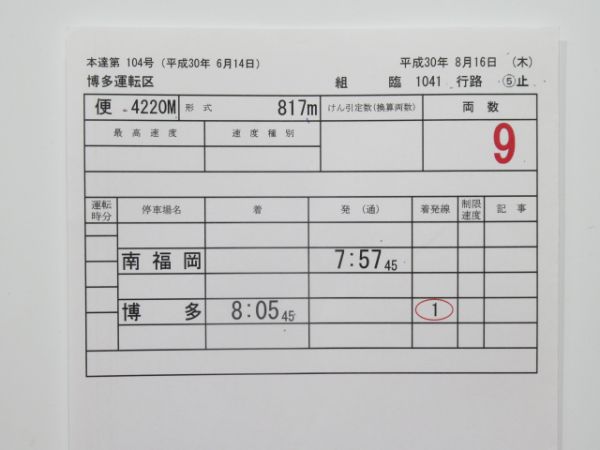 本達第 104号（平成30年 6月14日） 平成30年 8月16日 （木）
博多運転区 組 臨 1041 行路 ⑤止
便 4220M 形式 817m けん引定数(換算両数) 両数
最高速度 速度種別 9
運転時分 停車場名 着 発（通） 着発線 制限速度 記事
南福岡 7:57 45
博多 8:05 45 1